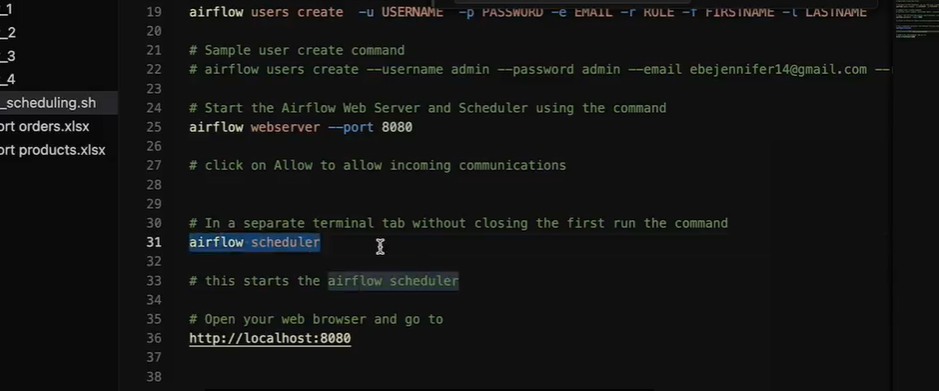 _1
_2
_3
_4
_scheduling.sh
ort orders.xlsx
ort products.xlsx
19 airflow users create -u USERNAME -p PASSWORD -e EMAIL -r ROLE -f FIRSTNAME -l LASTNAME
20
21 # Sample user create command
22 # airflow users create --username admin --password admin --email ebejennifer14@gmail.com --
23
24 # Start the Airflow Web Server and Scheduler using the command
25 airflow webserver --port 8080
26
27 # click on Allow to allow incoming communications
28
29
30 # In a separate terminal tab without closing the first run the command
31 airflow scheduler
32
33 # this starts the airflow scheduler
34
35 # Open your web browser and go to
36 http://localhost:8080
37
38